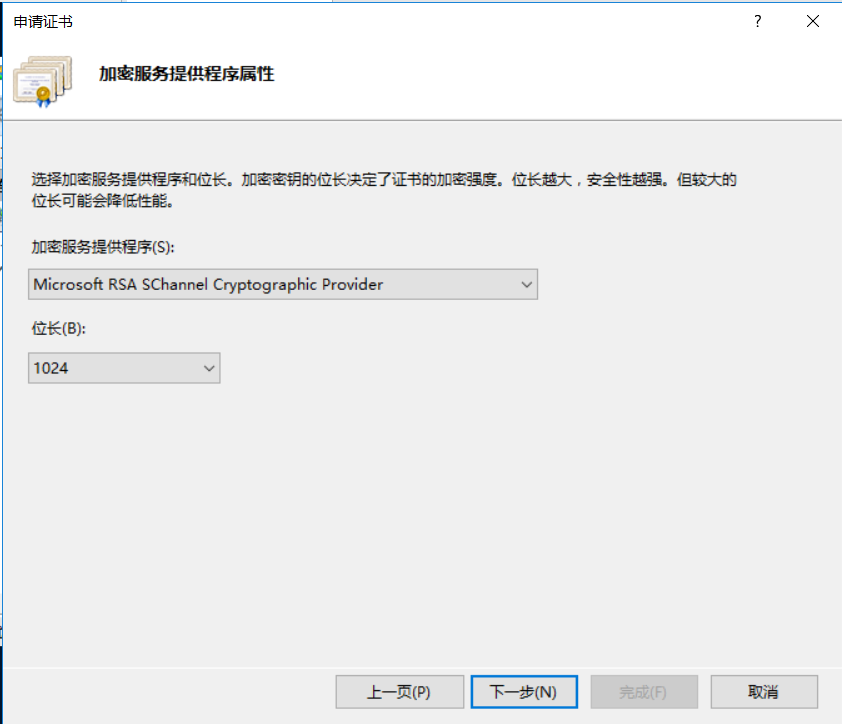 申请证书
?
加密服务提供程序属性
选择加密服务提供程序和位长。加密密钥的位长决定了证书的加密强度。位长越大，安全性越强。但较大的
位长可能会降低性能。
加密服务提供程序(S):
Microsoft RSA SChannel Cryptographic Provider
位长(B):
1024
上一页(P) 下一步(N) 完成(F) 取消